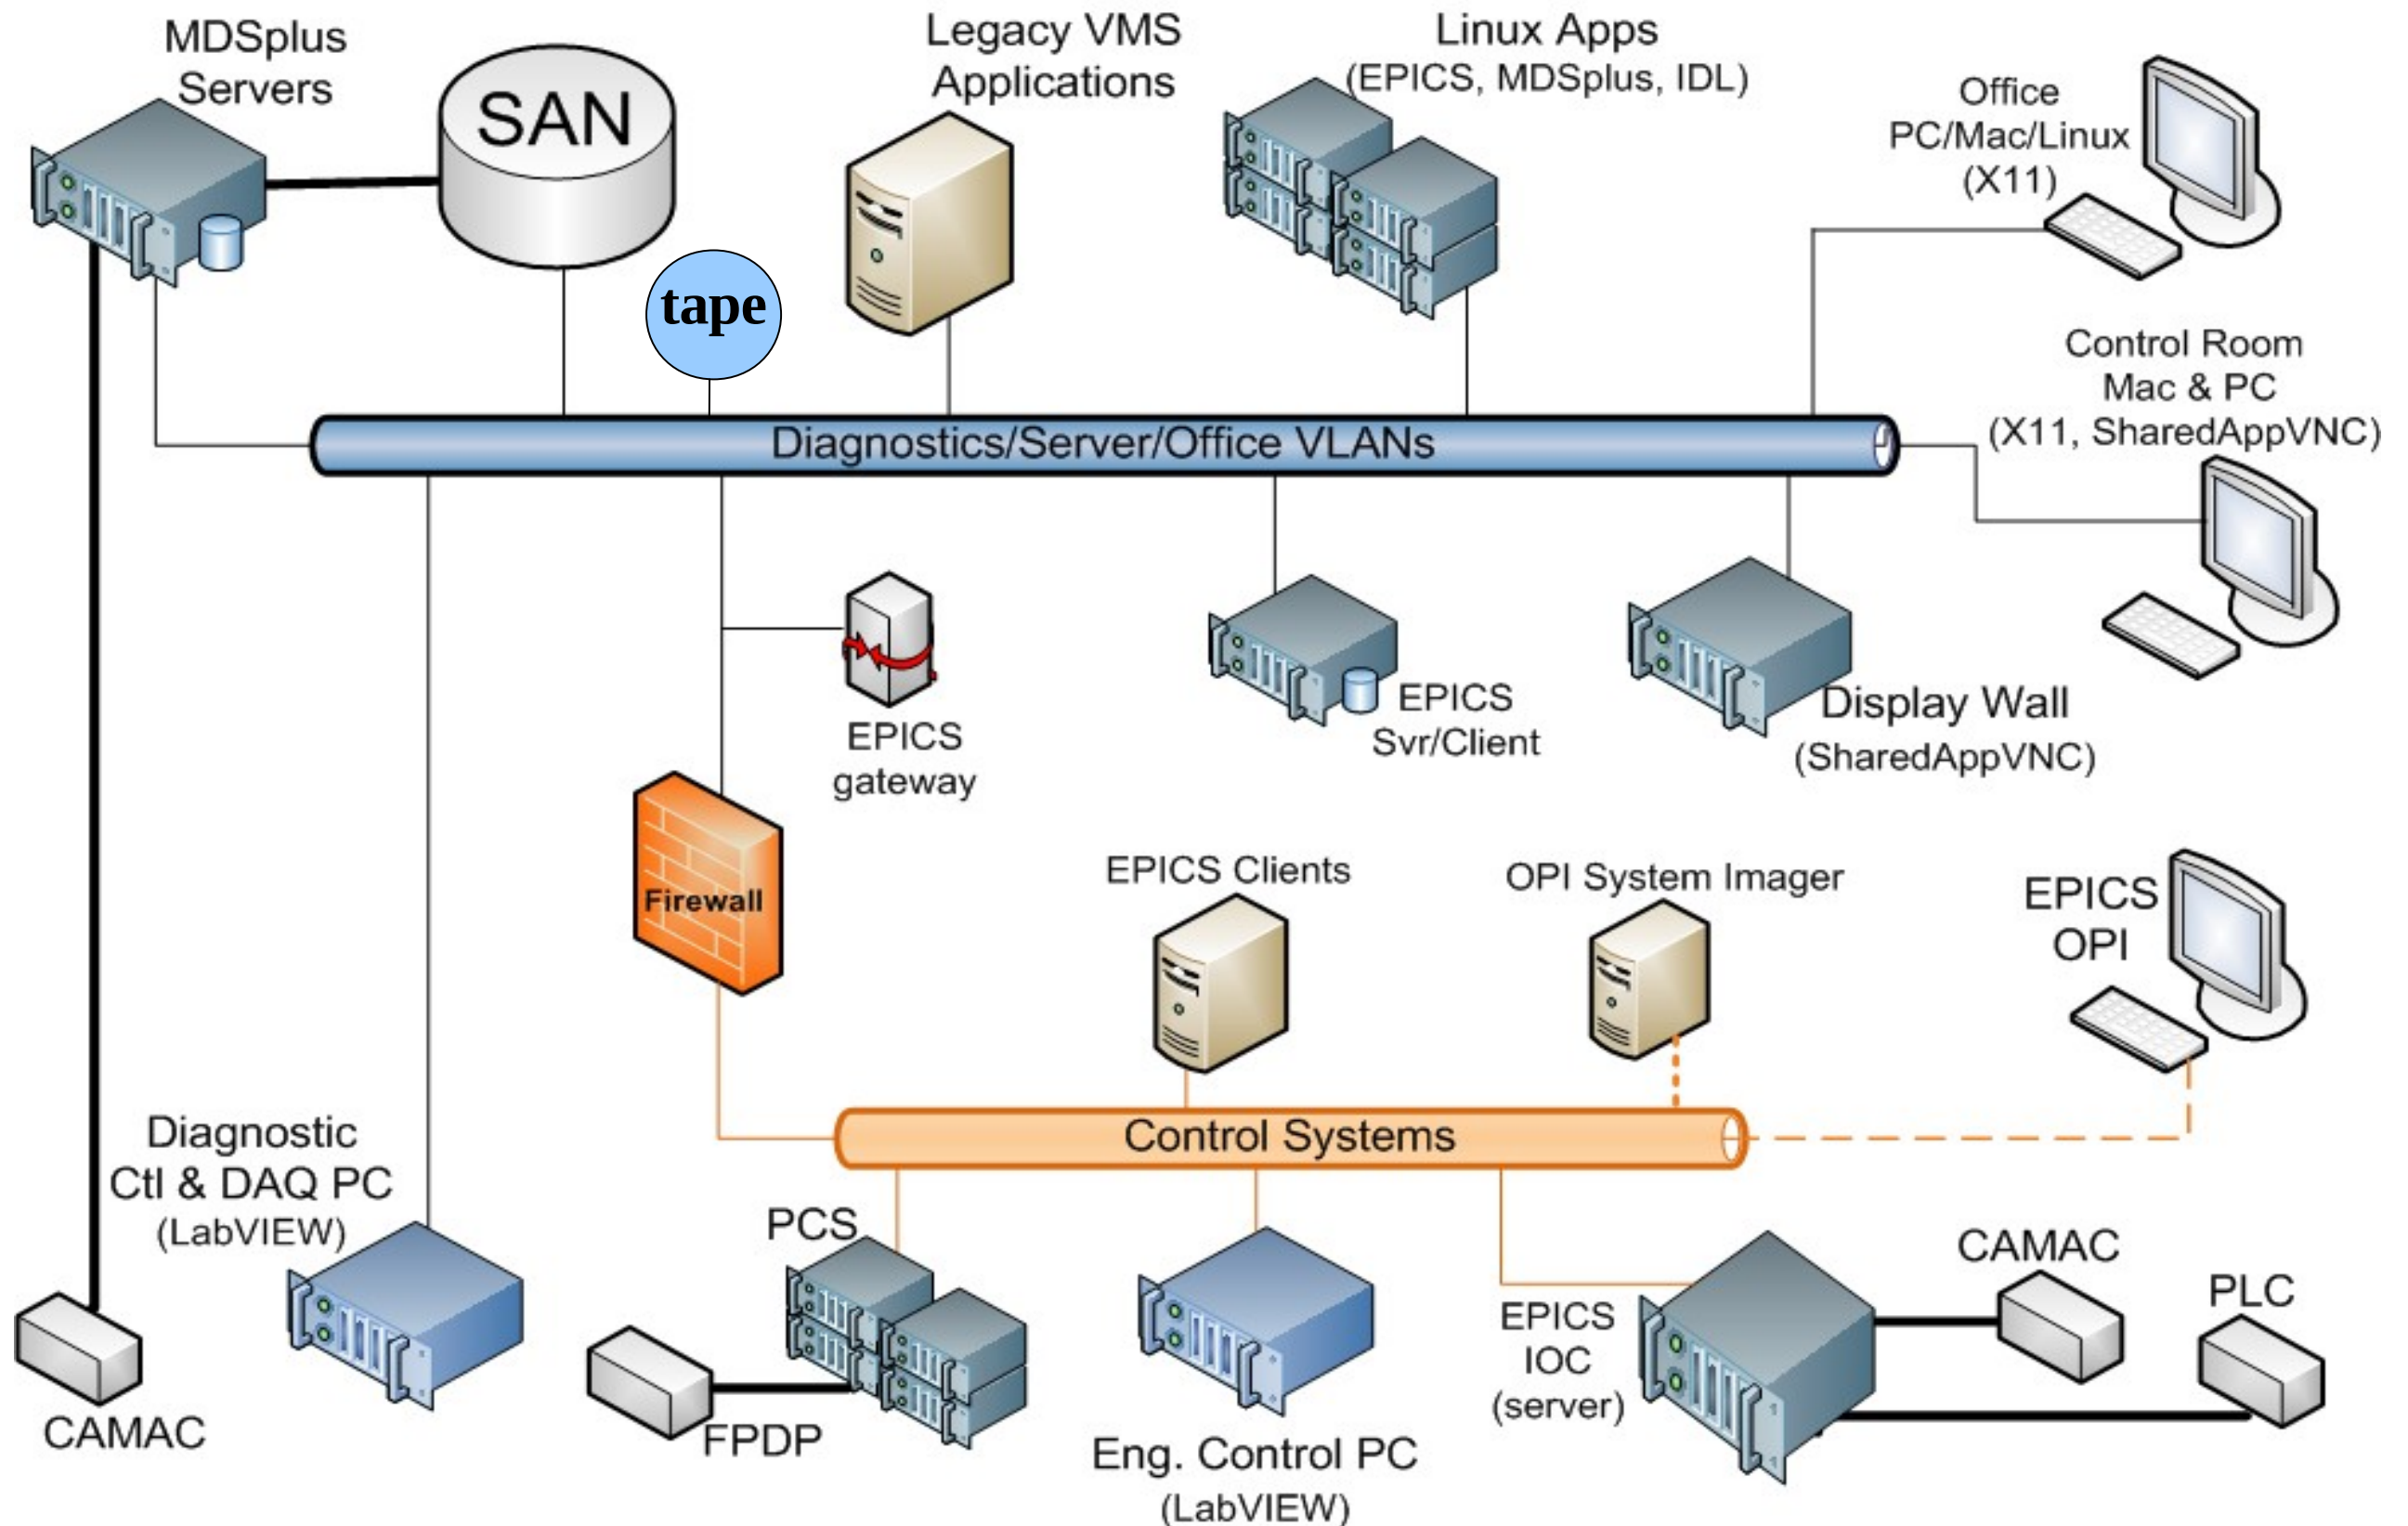 MDSplus
Servers
SAN
tape
Legacy VMS
Applications
Linux Apps
(EPICS, MDSplus, IDL)
Office
PC/Mac/Linux
(X11)
Control Room
Mac & PC
(X11, SharedAppVNC)
Diagnostics/Server/Office VLANs
EPICS
gateway
EPICS
Svr/Client
Display Wall
(SharedAppVNC)
Firewall
EPICS Clients
OPI System Imager
EPICS
OPI
Control Systems
Diagnostic
Ctl & DAQ PC
(LabVIEW)
CAMAC
PCS
FPDP
Eng. Control PC
(LabVIEW)
EPICS
IOC
(server)
CAMAC
PLC